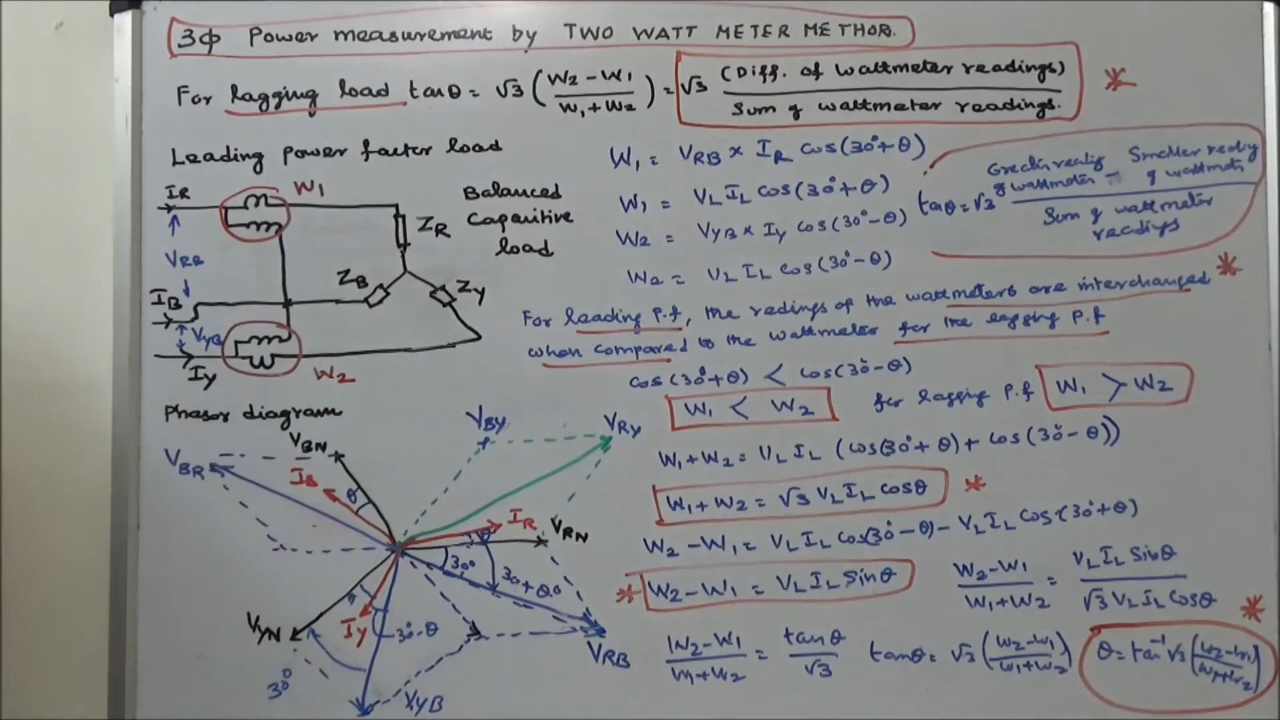 3Φ Power measurement by TWO WATT METER METHOD.
For lagging load tanθ = √3 (W2-W1/W1+W2) = √3 (Diff. of wattmeter readings)/Sum of wattmeter readings.
Leading power factor load
IR
W1
VRB
IB
VYB
IY
W2
ZR
ZB
ZY
Balanced
Capacitive
load
W1 = VRB × IR cos(30°+θ)
W1 = VL IL cos(30°+θ)
W2 = VYB × IY cos(30°-θ)
W2 = VL IL cos(30°-θ)
tanθ = √3 Greater readig of wattmeter - Smaller readig of wattmeter/Sum of wattmeter readigs
For leading P.f, the redings of the wattmeters are interchanged
when compared to the wattmeter for the lagging P.f
cos(30°+θ) < cos(30°-θ)
W1 < W2
for lagging P.f W1 > W2
W1+W2 = VL IL (cos(30°+θ) + cos(30°-θ))
W1+W2 = √3 VL IL cosθ
W2-W1 = VL IL cos(30°-θ) - VL IL cos(30°+θ)
W2-W1 = VL IL Sinθ
W2-W1/W1+W2 = VL IL Sinθ/√3 VL IL cosθ
W2-W1/W1+W2 = tanθ/√3
tanθ = √3 (W2-W1/W1+W2)
θ = tan⁻¹ √3 (W2-W1/W1+W2)
Phasor diagram
VBN
VBR
IB
θ
VBY
VRY
IR
VRN
θ
30°
30+θ°
VRB
VYN
IY
30-θ
30°
VYB